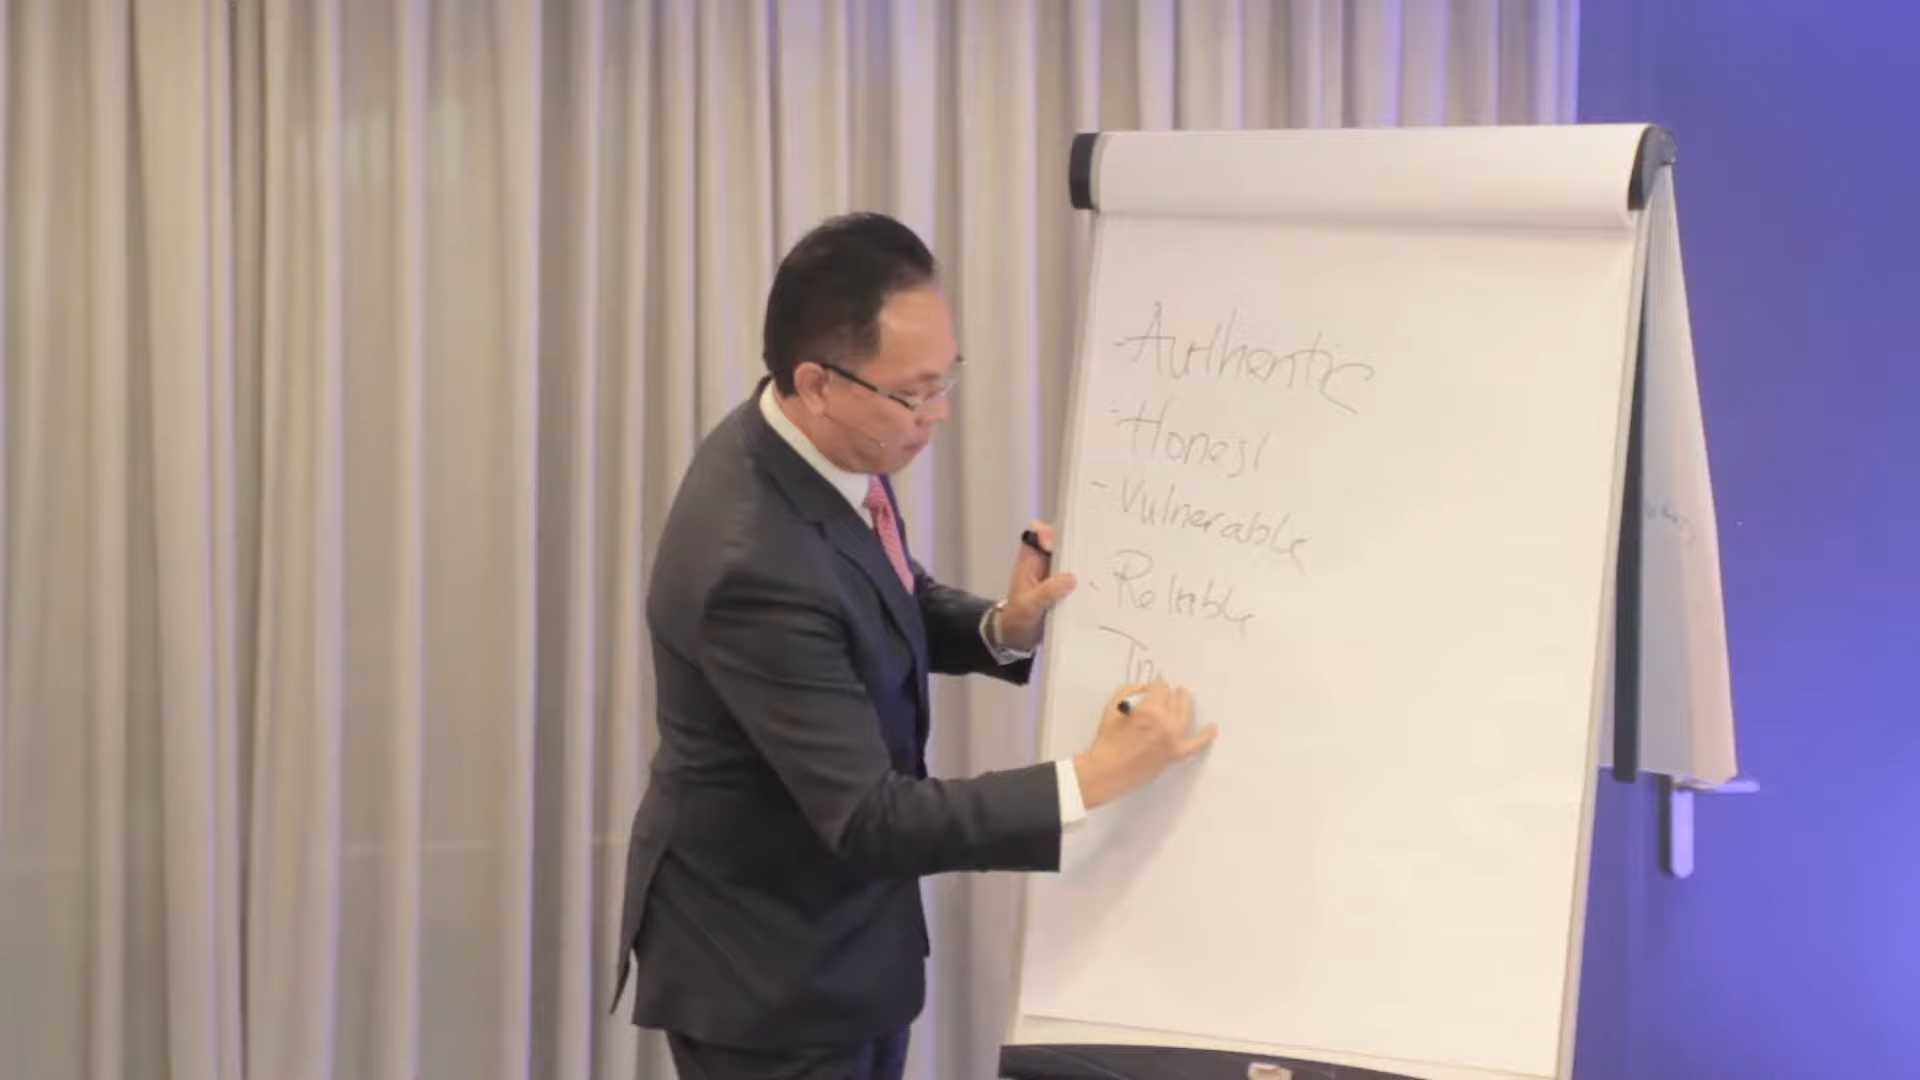 - Authentic
- Honest
- Vulnerable
- Reliable